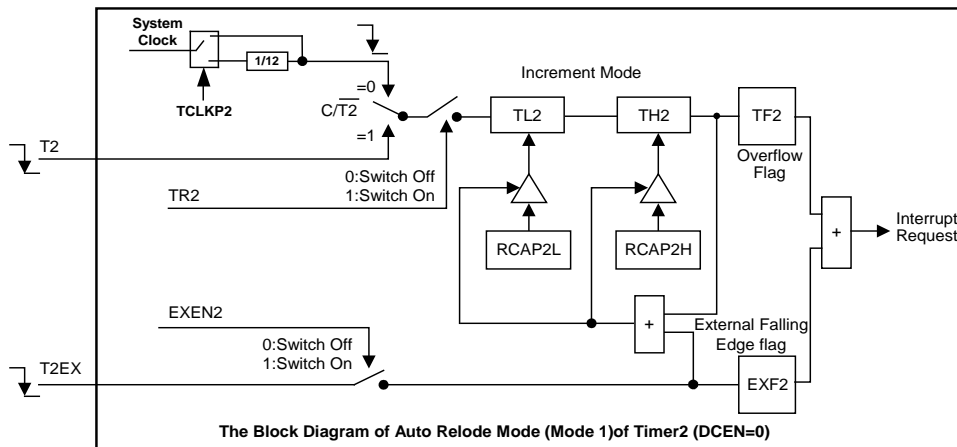 System
Clock
1/12
TCLKP2
=0
C/T2
=1
Increment Mode
TL2
TH2
TF2
Overflow
Flag
T2
0:Switch Off
1:Switch On
TR2
RCAP2L
RCAP2H
+
Interrupt
Request
EXEN2
0:Switch Off
1:Switch On
+
External Falling
Edge flag
T2EX
EXF2
The Block Diagram of Auto Relode Mode (Mode 1)of Timer2 (DCEN=0)